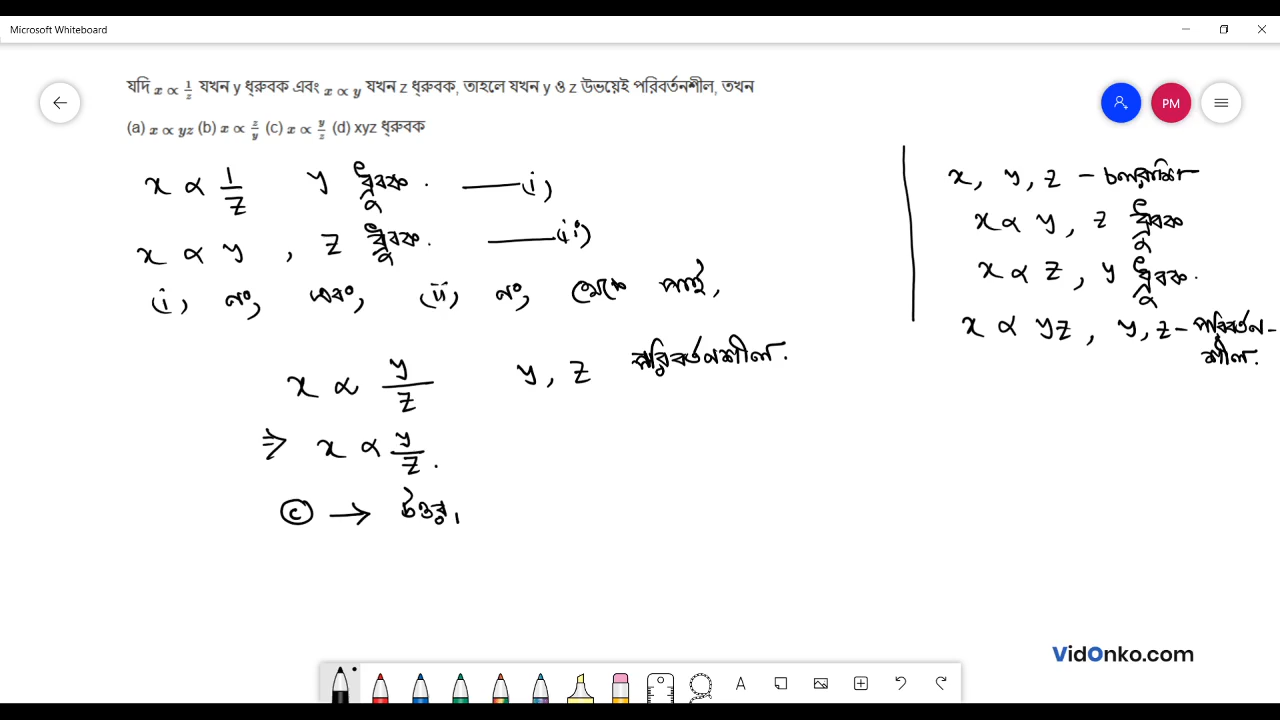 Microsoft Whiteboard
যদি x ∝ 1/z যখন y ধ্রুবক এবং x ∝ y যখন z ধ্রুবক, তাহলে যখন y ও z উভয়েই পরিবর্তনশীল, তখন
(a) x ∝ yz (b) x ∝ z/y (c) x ∝ y/z (d) xyz ধ্রুবক
PM
x ∝ 1/z y ধ্রুবক. —(i)
x ∝ y , z ধ্রুবক. —(ii)
(i) নং, এবং, (ii) নং, থেকে পাই,
x ∝ y/z y, z পরিবর্তনশীল.
⇒ x ∝ y/z.
ⓒ → উত্তর।
x, y, z – চলরাশি
x ∝ y, z ধ্রুবক
x ∝ z, y ধ্রুবক.
x ∝ yz, y, z – পরিবর্তন-
শীল.
VidOnko.com